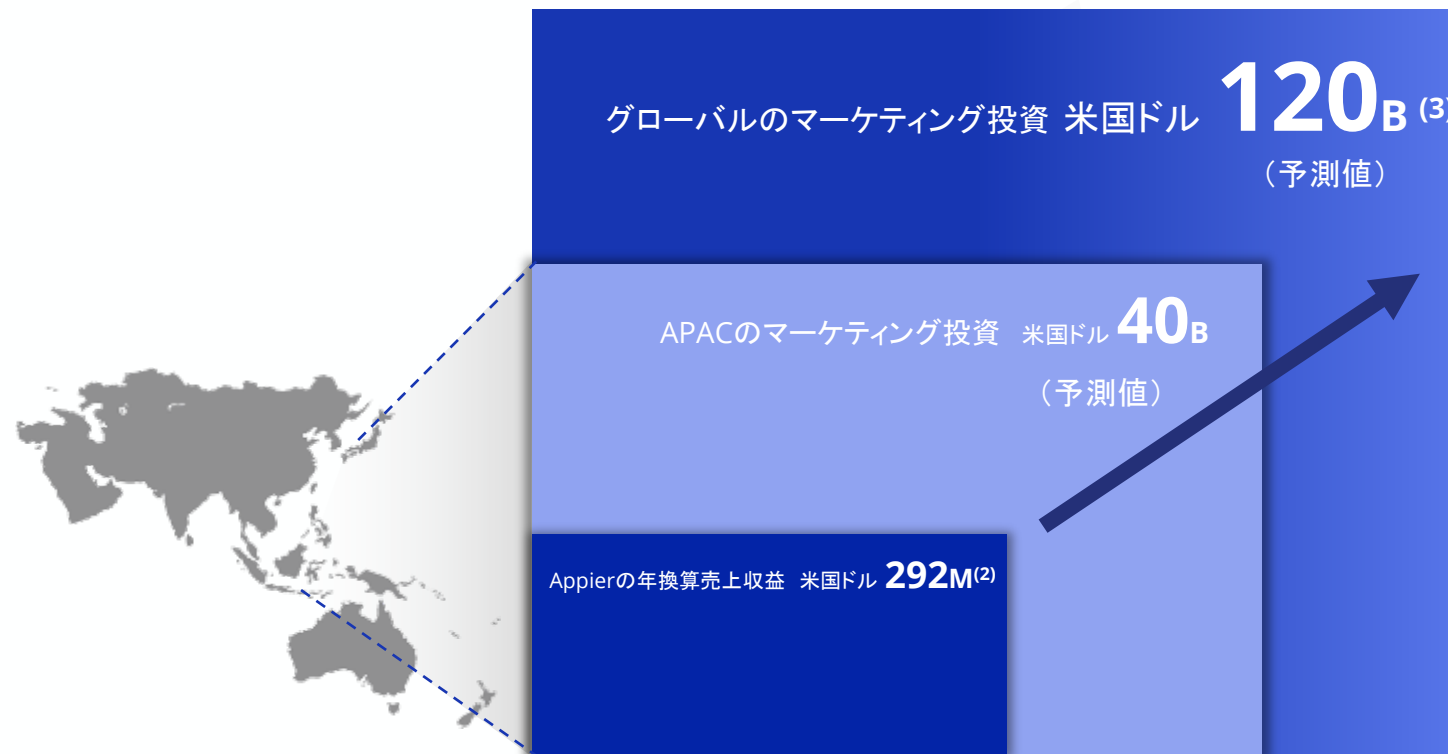 グローバルのマーケティング投資 米国ドル 120B (3)
（予測値）
APACのマーケティング投資 米国ドル 40B
（予測値）
Appierの年換算売上収益 米国ドル 292M(2)